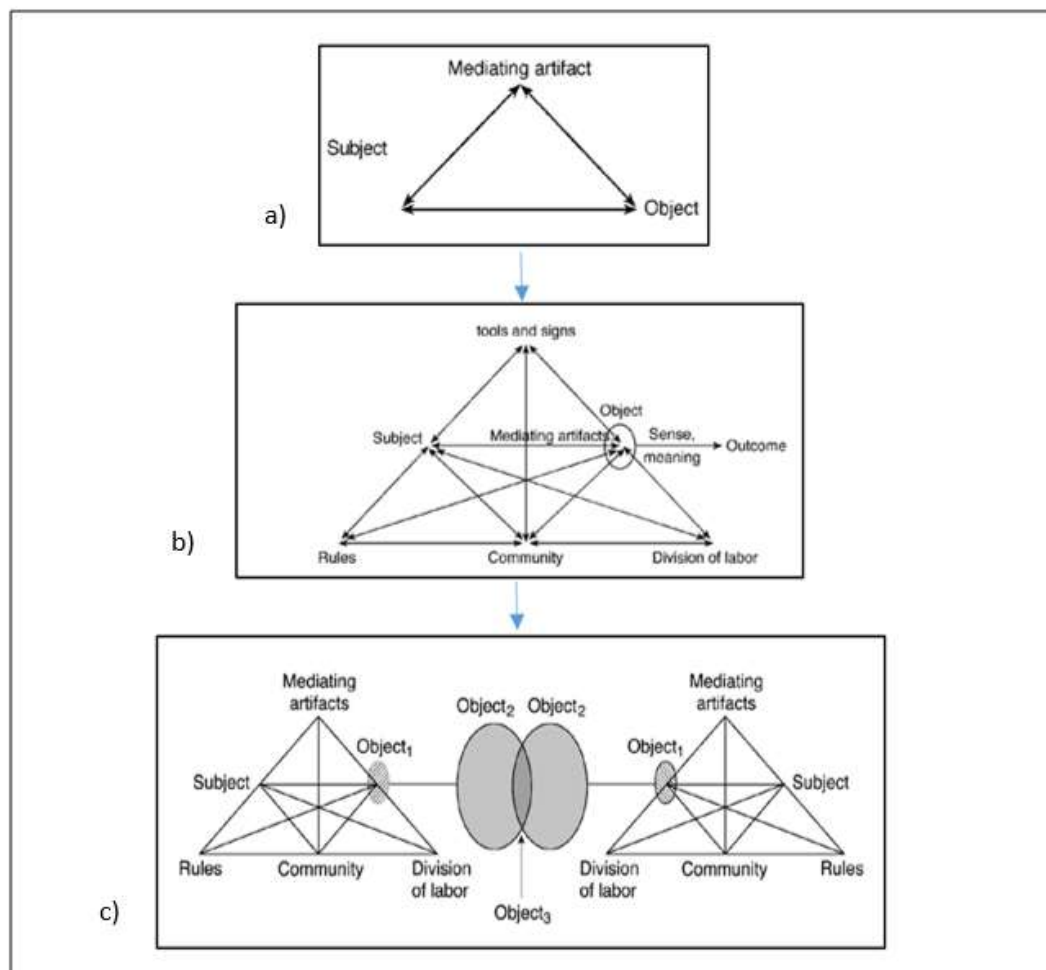 Mediating artifact
Subject
Object
a)
tools and signs
Object
Subject
Mediating artifacts
Sense,
meaning
Outcome
Rules
Community
Division of labor
b)
Mediating
artifacts
Object₂
Object₂
Mediating
artifacts
Object₁
Object₁
Subject
Subject
Rules
Community
Division
of labor
Division
of labor
Community
Rules
Object₃
c)